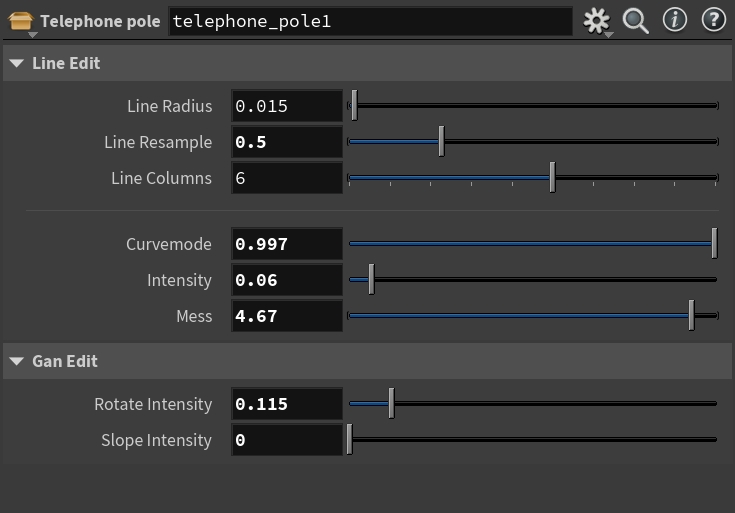 Telephone pole telephone_pole1
Line Edit
Line Radius 0.015
Line Resample 0.5
Line Columns 6
Curvemode 0.997
Intensity 0.06
Mess 4.67
Gan Edit
Rotate Intensity 0.115
Slope Intensity 0